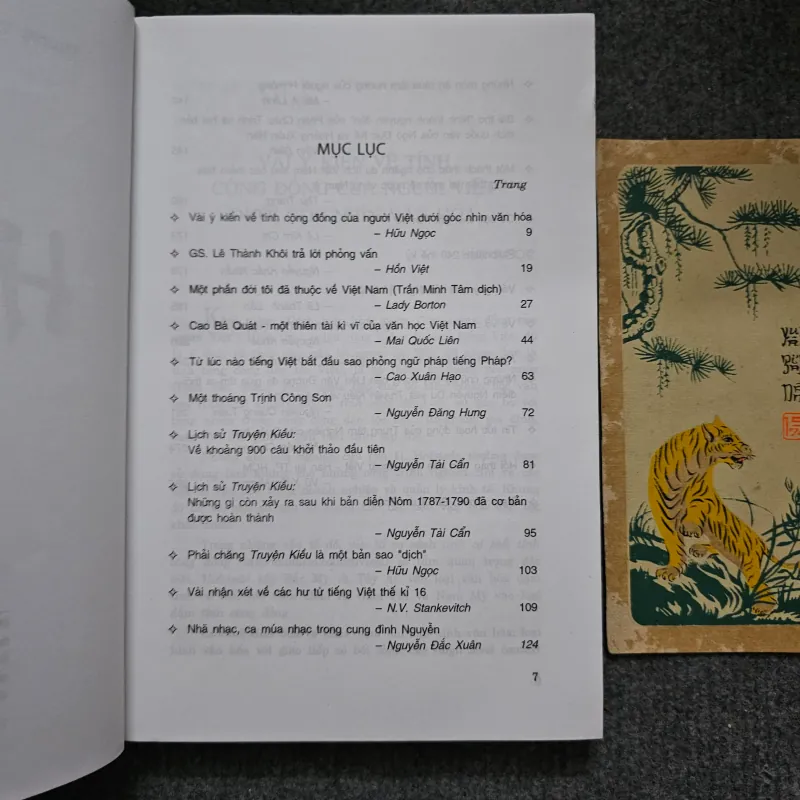 MỤC LỤC
Trang
✧ Vài ý kiến về tính cộng đồng của người Việt dưới góc nhìn văn hóa
– Hữu Ngọc 9
✧ GS. Lê Thành Khôi trả lời phỏng vấn
– Hồn Việt 19
✧ Một phần đời tôi đã thuộc về Việt Nam (Trần Minh Tâm dịch)
– Lady Borton 27
✧ Cao Bá Quát - một thiên tài kì vĩ của văn học Việt Nam
– Mai Quốc Liên 44
✧ Từ lúc nào tiếng Việt bắt đầu sao phỏng ngữ pháp tiếng Pháp?
– Cao Xuân Hạo 63
✧ Một thoáng Trịnh Công Sơn
– Nguyễn Đăng Hưng 72
✧ Lịch sử Truyện Kiều:
Về khoảng 900 câu khởi thảo đầu tiên
– Nguyễn Tài Cẩn 81
✧ Lịch sử Truyện Kiều:
Những gì còn xảy ra sau khi bản diễn Nôm 1787-1790 đã cơ bản
được hoàn thành
– Nguyễn Tài Cẩn 95
✧ Phải chăng Truyện Kiều là một bản sao "dịch"
– Hữu Ngọc 103
✧ Vài nhận xét về các hư từ tiếng Việt thế kỉ 16
– N.V. Stankevitch 109
✧ Nhã nhạc, ca múa nhạc trong cung đình Nguyễn
– Nguyễn Đắc Xuân 124
7